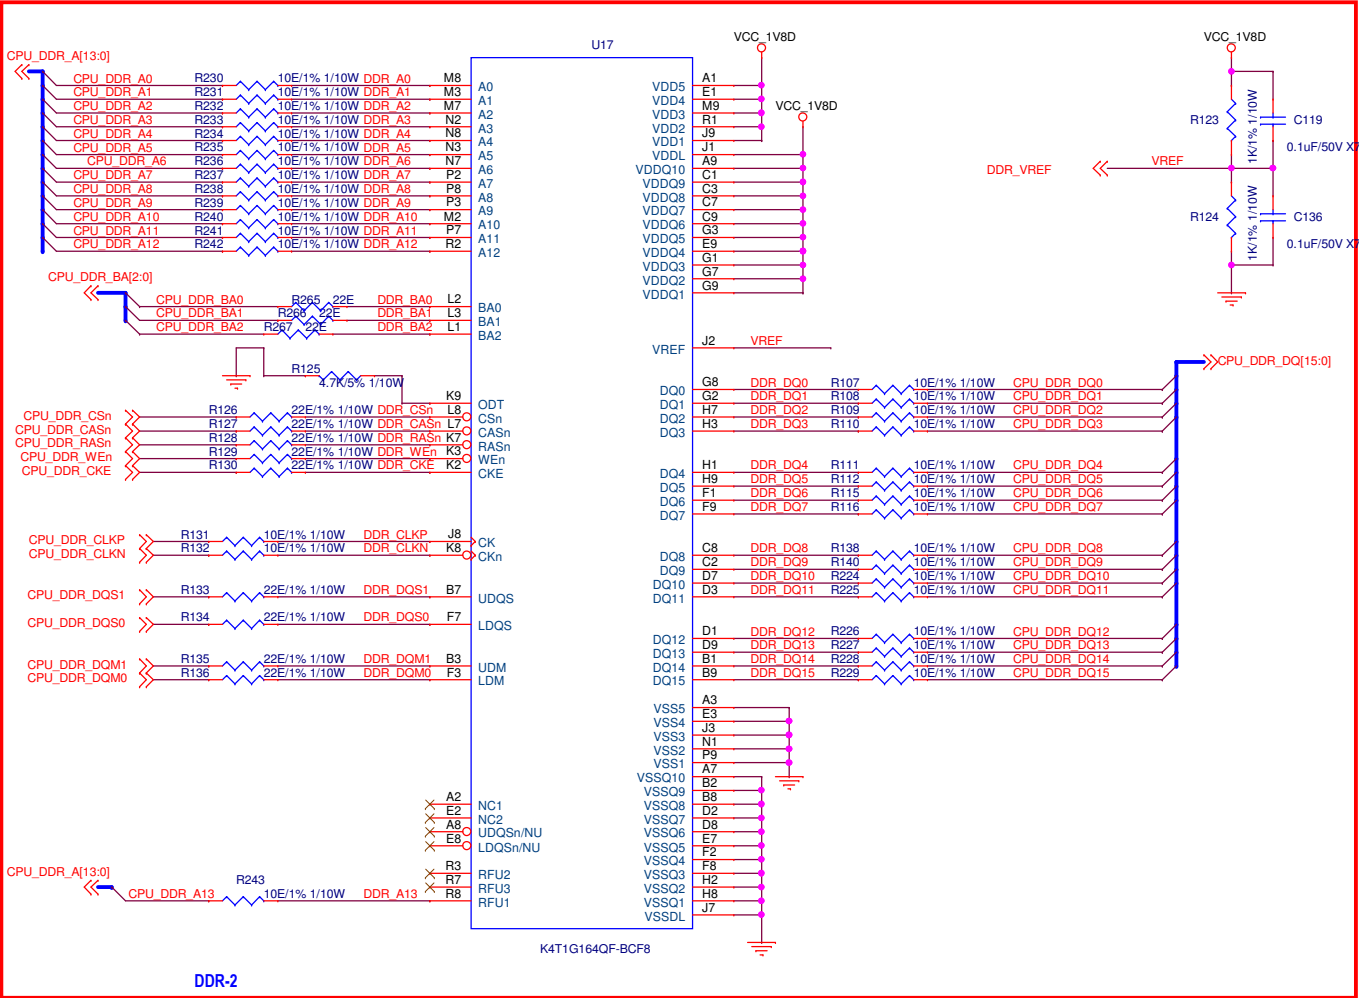 U17
VCC_1V8D
VCC_1V8D
CPU_DDR_A[13:0]
CPU_DDR_A0 R230 10E/1% 1/10W DDR_A0 M8 A0
CPU_DDR_A1 R231 10E/1% 1/10W DDR_A1 M3 A1
CPU_DDR_A2 R232 10E/1% 1/10W DDR_A2 M7 A2
CPU_DDR_A3 R233 10E/1% 1/10W DDR_A3 N2 A3
CPU_DDR_A4 R234 10E/1% 1/10W DDR_A4 N8 A4
CPU_DDR_A5 R235 10E/1% 1/10W DDR_A5 N3 A5
CPU_DDR_A6 R236 10E/1% 1/10W DDR_A6 N7 A6
CPU_DDR_A7 R237 10E/1% 1/10W DDR_A7 P2 A7
CPU_DDR_A8 R238 10E/1% 1/10W DDR_A8 P8 A8
CPU_DDR_A9 R239 10E/1% 1/10W DDR_A9 P3 A9
CPU_DDR_A10 R240 10E/1% 1/10W DDR_A10 M2 A10
CPU_DDR_A11 R241 10E/1% 1/10W DDR_A11 P7 A11
CPU_DDR_A12 R242 10E/1% 1/10W DDR_A12 R2 A12
CPU_DDR_BA[2:0]
CPU_DDR_BA0 R265 22E DDR_BA0 L2 BA0
CPU_DDR_BA1 R266 22E DDR_BA1 L3 BA1
CPU_DDR_BA2 R267 22E DDR_BA2 L1 BA2
R125
4.7K/5% 1/10W
K9 ODT
CPU_DDR_CSn R126 22E/1% 1/10W DDR_CSn L8 CSn
CPU_DDR_CASn R127 22E/1% 1/10W DDR_CASn L7 CASn
CPU_DDR_RASn R128 22E/1% 1/10W DDR_RASn K7 RASn
CPU_DDR_WEn R129 22E/1% 1/10W DDR_WEn K3 WEn
CPU_DDR_CKE R130 22E/1% 1/10W DDR_CKE K2 CKE
CPU_DDR_CLKP R131 10E/1% 1/10W DDR_CLKP J8 CK
CPU_DDR_CLKN R132 10E/1% 1/10W DDR_CLKN K8 CKn
CPU_DDR_DQS1 R133 22E/1% 1/10W DDR_DQS1 B7 UDQS
CPU_DDR_DQS0 R134 22E/1% 1/10W DDR_DQS0 F7 LDQS
CPU_DDR_DQM1 R135 22E/1% 1/10W DDR_DQM1 B3 UDM
CPU_DDR_DQM0 R136 22E/1% 1/10W DDR_DQM0 F3 LDM
A2 NC1
E2 NC2
A8 UDQSn/NU
E8 LDQSn/NU
R3 RFU2
R7 RFU3
CPU_DDR_A[13:0]
CPU_DDR_A13 R243 10E/1% 1/10W DDR_A13 R8 RFU1
VDD5 A1
VDD4 E1
VDD3 M9
VDD2 R1
VDD1 J9
VCC_1V8D
VDDL J1
VDDQ10 A9
VDDQ9 C1
VDDQ8 C3
VDDQ7 C7
VDDQ6 C9
VDDQ5 G3
VDDQ4 E9
VDDQ3 G1
VDDQ2 G7
VDDQ1 G9
VREF J2 VREF
DQ0 G8 DDR_DQ0 R107 10E/1% 1/10W CPU_DDR_DQ0
DQ1 G2 DDR_DQ1 R108 10E/1% 1/10W CPU_DDR_DQ1
DQ2 H7 DDR_DQ2 R109 10E/1% 1/10W CPU_DDR_DQ2
DQ3 H3 DDR_DQ3 R110 10E/1% 1/10W CPU_DDR_DQ3
DQ4 H1 DDR_DQ4 R111 10E/1% 1/10W CPU_DDR_DQ4
DQ5 H9 DDR_DQ5 R112 10E/1% 1/10W CPU_DDR_DQ5
DQ6 F1 DDR_DQ6 R115 10E/1% 1/10W CPU_DDR_DQ6
DQ7 F9 DDR_DQ7 R116 10E/1% 1/10W CPU_DDR_DQ7
DQ8 C8 DDR_DQ8 R138 10E/1% 1/10W CPU_DDR_DQ8
DQ9 C2 DDR_DQ9 R140 10E/1% 1/10W CPU_DDR_DQ9
DQ10 D7 DDR_DQ10 R224 10E/1% 1/10W CPU_DDR_DQ10
DQ11 D3 DDR_DQ11 R225 10E/1% 1/10W CPU_DDR_DQ11
DQ12 D1 DDR_DQ12 R226 10E/1% 1/10W CPU_DDR_DQ12
DQ13 D9 DDR_DQ13 R227 10E/1% 1/10W CPU_DDR_DQ13
DQ14 B1 DDR_DQ14 R228 10E/1% 1/10W CPU_DDR_DQ14
DQ15 B9 DDR_DQ15 R229 10E/1% 1/10W CPU_DDR_DQ15
CPU_DDR_DQ[15:0]
VSS5 A3
VSS4 E3
VSS3 J3
VSS2 N1
VSS1 P9
VSSQ10 A7
VSSQ9 B2
VSSQ8 B8
VSSQ7 D2
VSSQ6 D8
VSSQ5 E7
VSSQ4 F2
VSSQ3 F8
VSSQ2 H2
VSSQ1 H8
VSSDL J7
R123 1K/1% 1/10W C119
0.1uF/50V X7
DDR_VREF VREF
R124 1K/1% 1/10W C136
0.1uF/50V X7
K4T1G164QF-BCF8
DDR-2